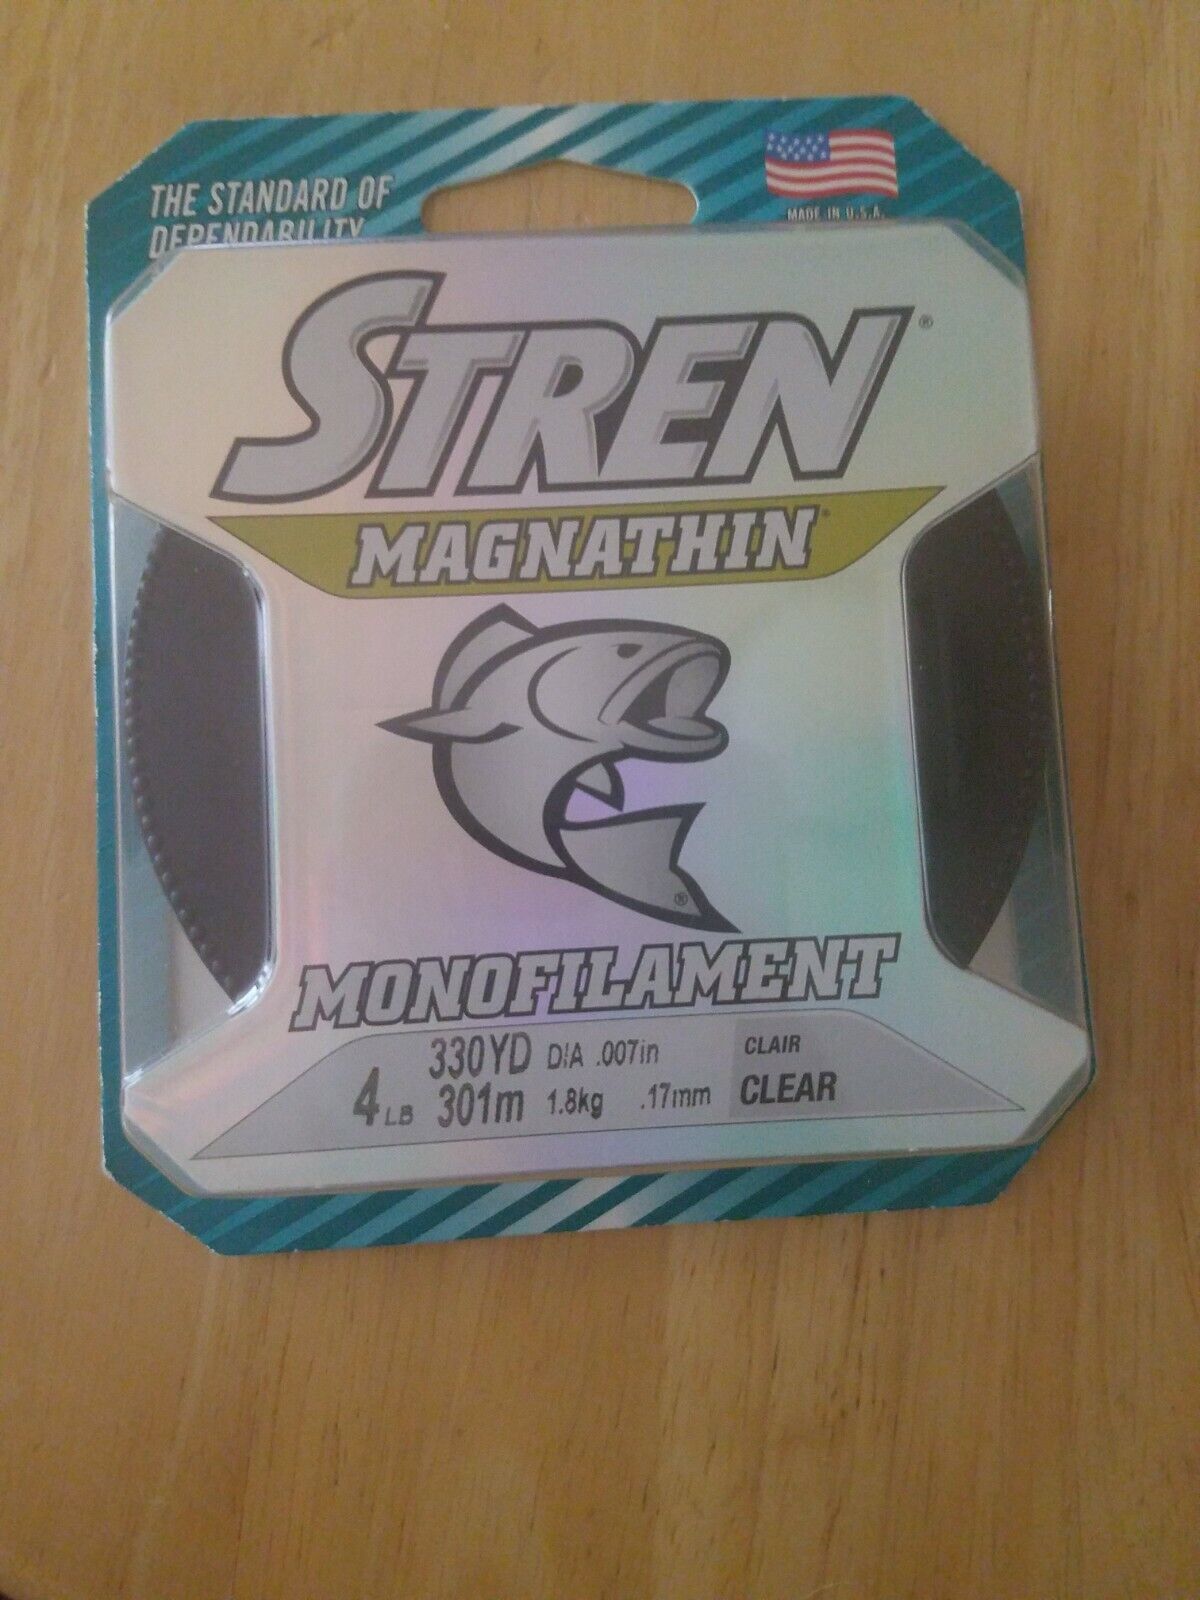 THE STANDARD OF
DEPENDABILITY
MADE IN U.S.A.
STREN®
MAGNATHIN®
®
MONOFILAMENT
4 LB 330YD DIA .007in CLAIR
301m 1.8kg .17mm CLEAR